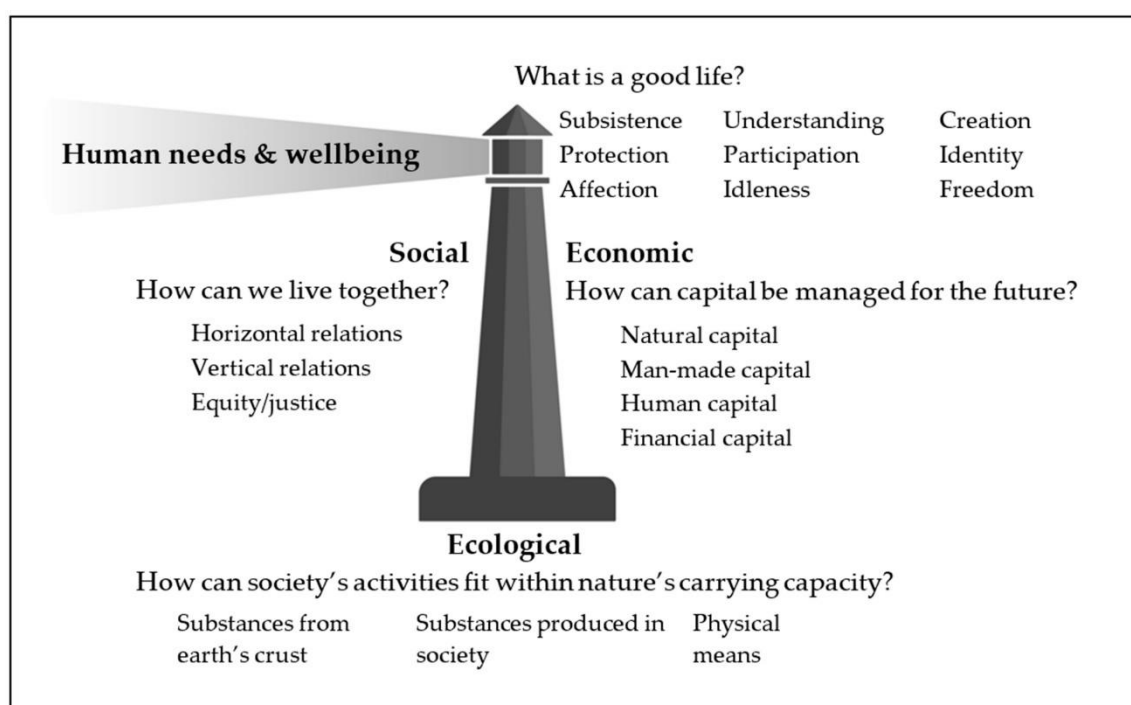 What is a good life?
Human needs & wellbeing
Subsistence Understanding Creation
Protection Participation Identity
Affection Idleness Freedom
Social
How can we live together?
Horizontal relations
Vertical relations
Equity/justice
Economic
How can capital be managed for the future?
Natural capital
Man-made capital
Human capital
Financial capital
Ecological
How can society’s activities fit within nature’s carrying capacity?
Substances from
earth’s crust
Substances produced in
society
Physical
means